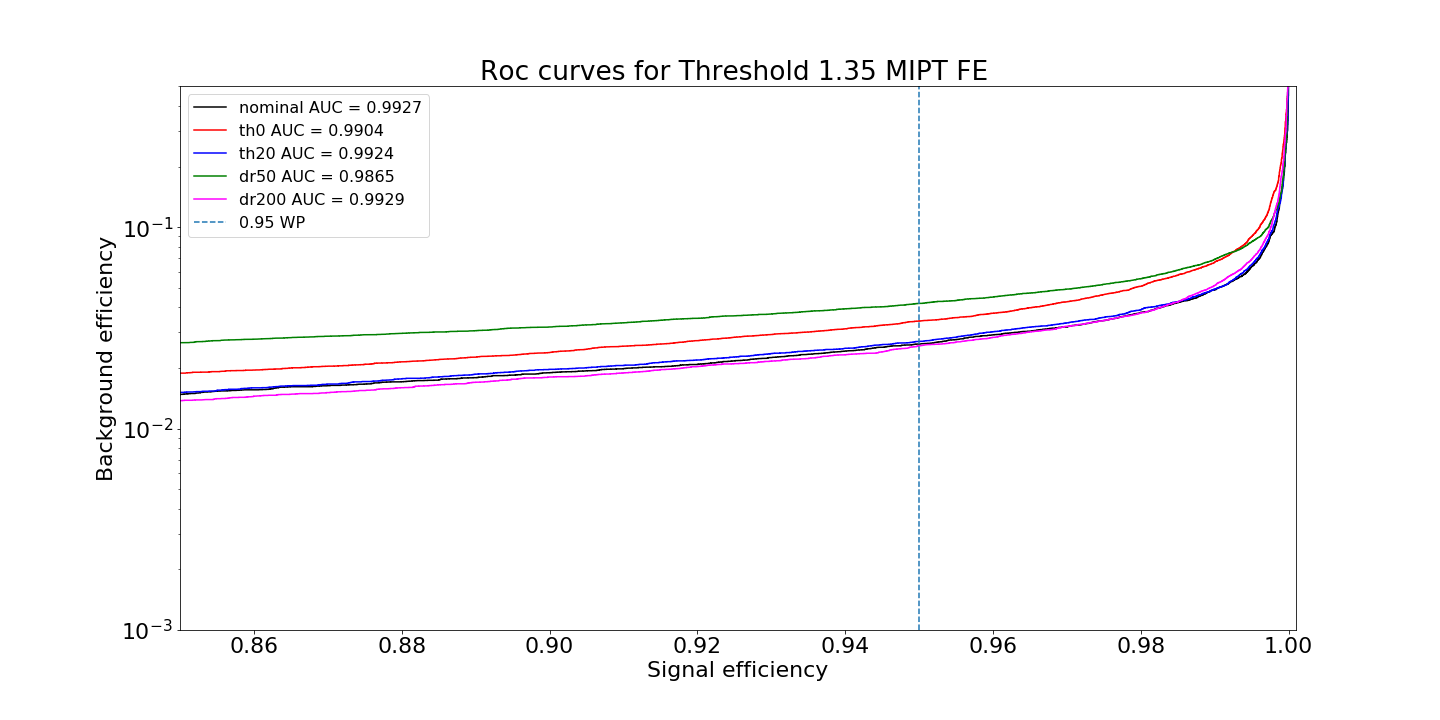 Roc curves for Threshold 1.35 MIPT FE
nominal AUC = 0.9927
th0 AUC = 0.9904
th20 AUC = 0.9924
dr50 AUC = 0.9865
dr200 AUC = 0.9929
0.95 WP
Background efficiency
10⁻¹
10⁻²
10⁻³
0.86 0.88 0.90 0.92 0.94 0.96 0.98 1.00
Signal efficiency